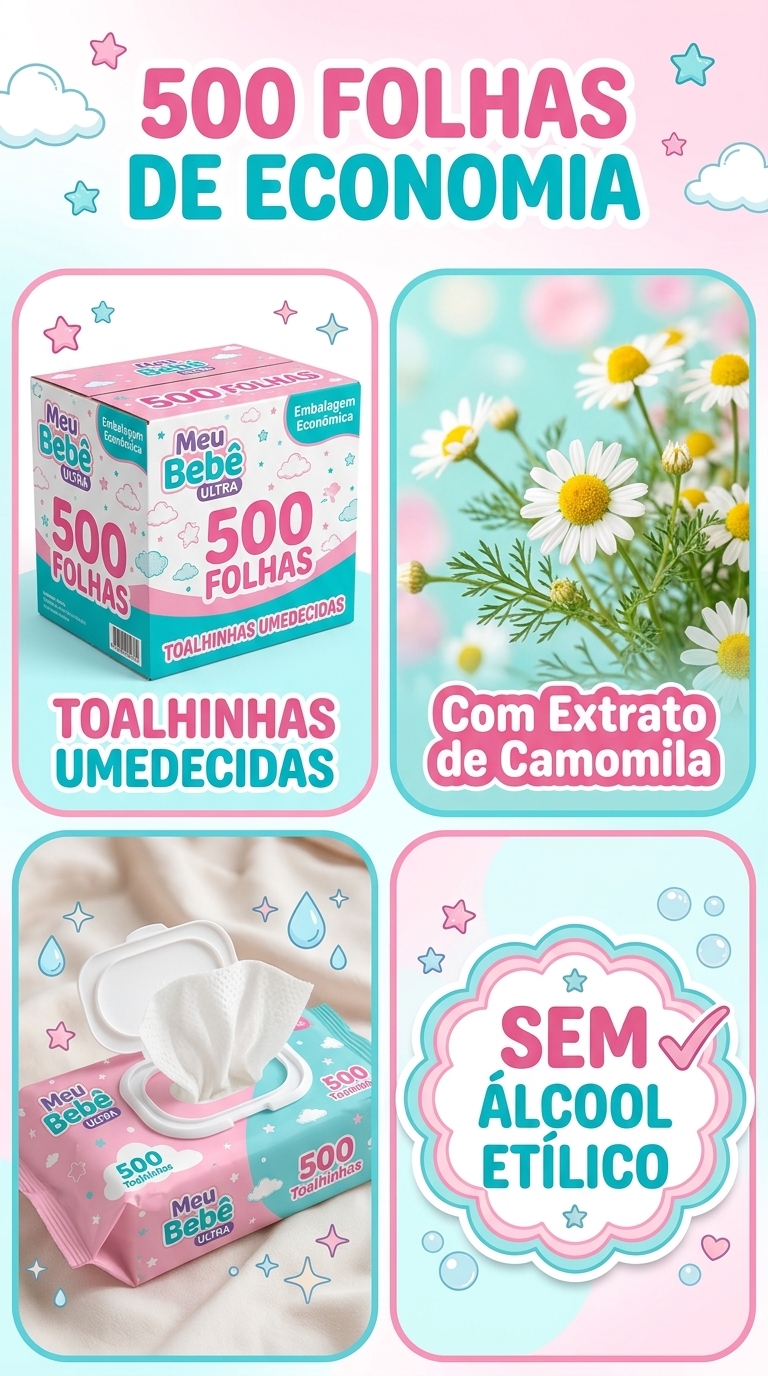 500 FOLHAS
DE ECONOMIA
Meu
Bebê
500 FOLHAS
Meu
Bebê
ULTRA
Embalagem
Econômica
500
FOLHAS
Meu
Bebê
ULTRA
Embalagem
Econômica
500
FOLHAS
TOALHINHAS UMEDECIDAS
TOALHINHAS
UMEDECIDAS
Com Extrato
de Camomila
Meu
Bebê
ULTRA
500
Toalhinhas
500
500
Toalhinhas
Meu
Bebê
ULTRA
SEM
ÁLCOOL
ETÍLICO